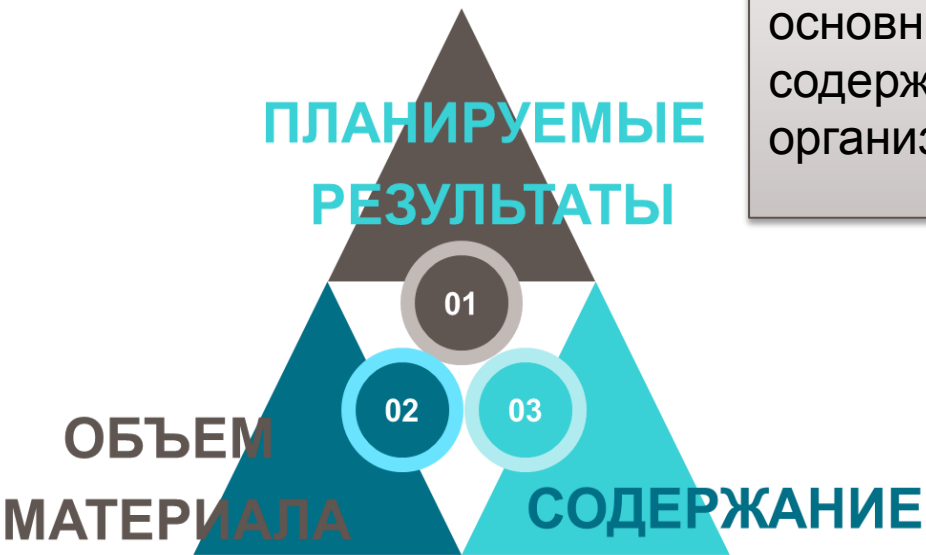 ПЛАНИРУЕМЫЕ
РЕЗУЛЬТАТЫ
01
02
03
ОБЪЕМ
МАТЕРИАЛА
СОДЕРЖАНИЕ